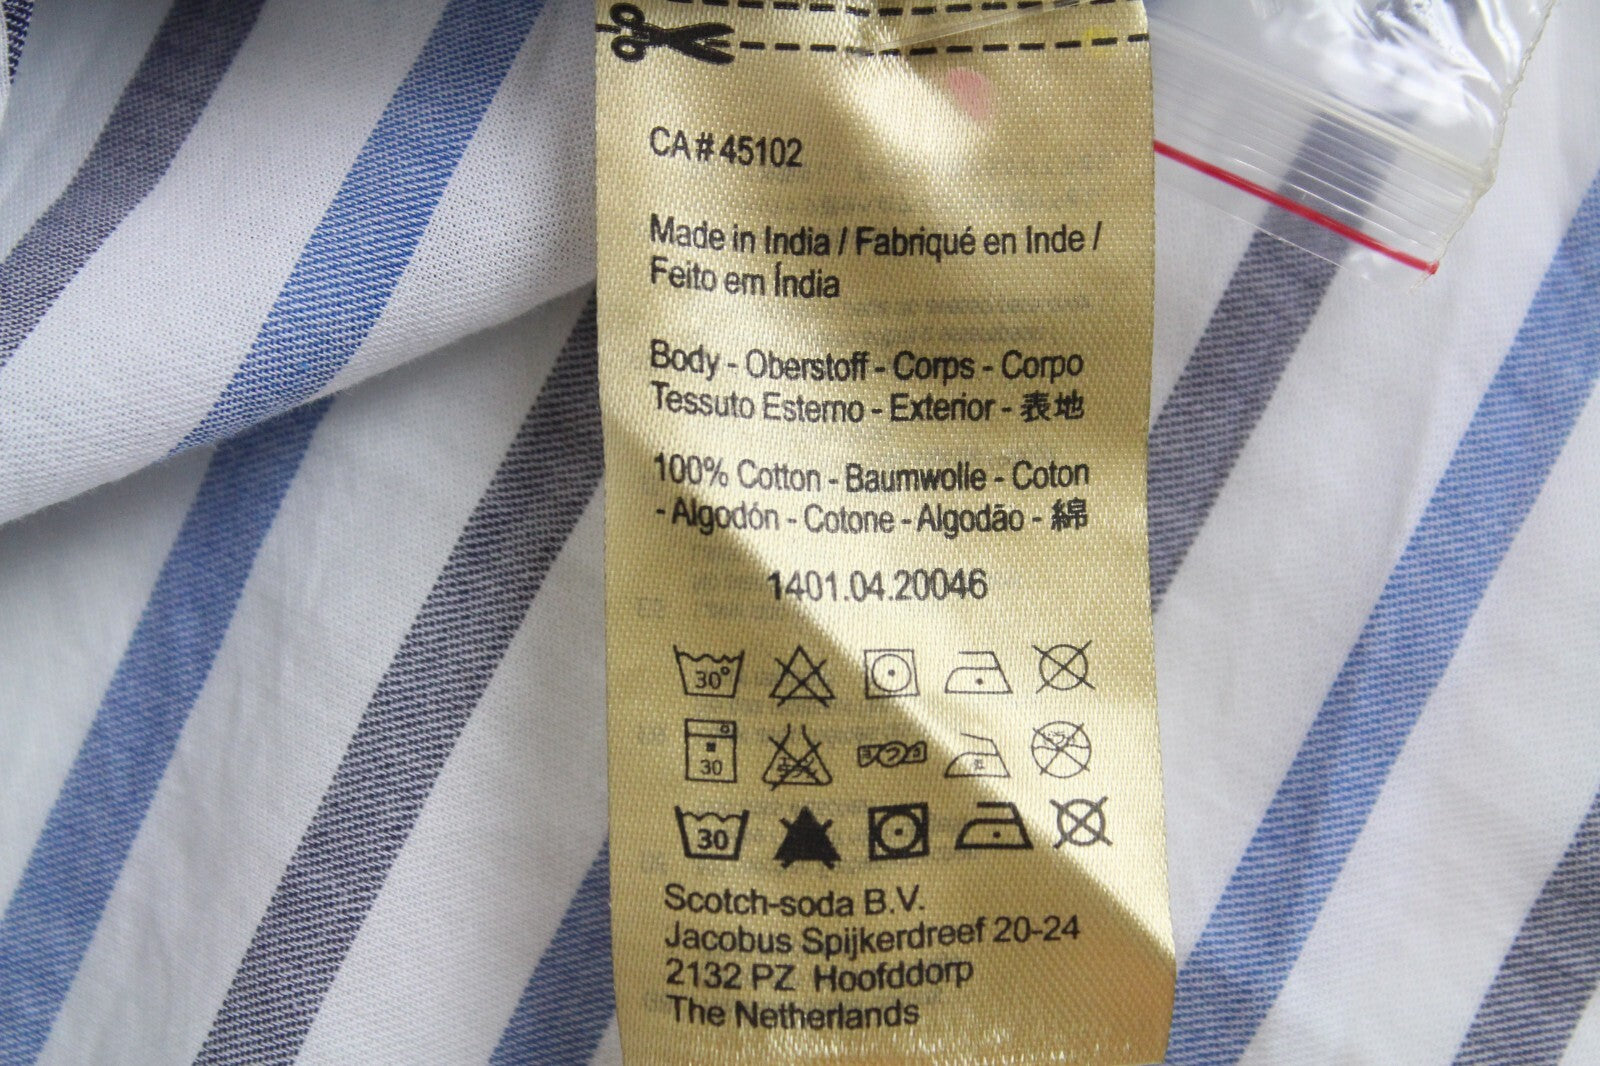 CA#45102
Made in India / Fabriqué en Inde /
Feito em Índia
Body - Oberstoff - Corps - Corpo
Tessuto Esterno - Exterior - 表地
100% Cotton - Baumwolle - Coton
- Algodón - Cotone - Algodão - 綿
1401.04.20046
30°
30
30
Scotch-soda B.V.
Jacobus Spijkerdreef 20-24
2132 PZ Hoofddorp
The Netherlands